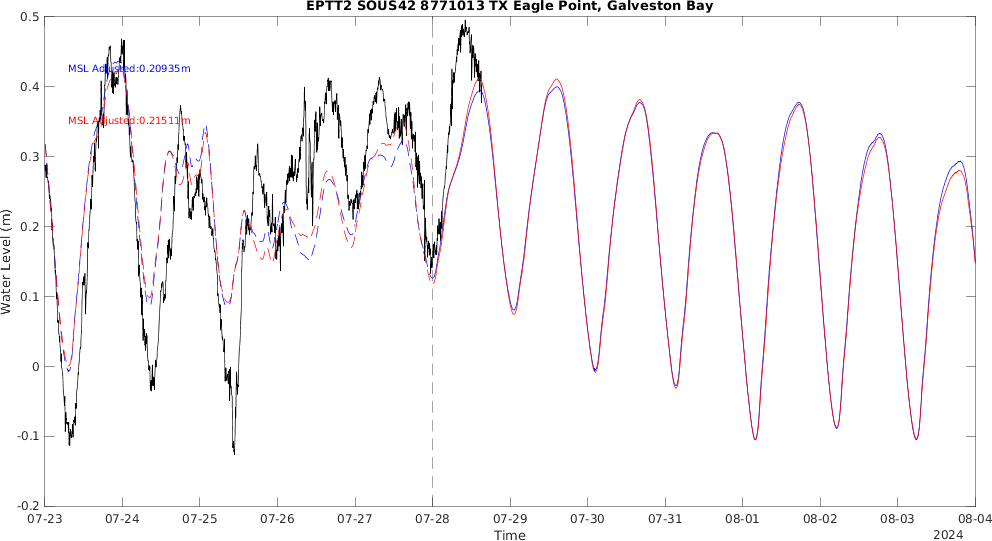 EPTT2 SOUS42 8771013 TX Eagle Point, Galveston Bay
0.5
MSL Adjusted:0.20935m
0.4
MSL Adjusted:0.21511m
0.3
0.2
Water Level (m)
0.1
0
-0.1
-0.2
07-23 07-24 07-25 07-26 07-27 07-28 07-29 07-30 07-31 08-01 08-02 08-03 08-04
Time
2024